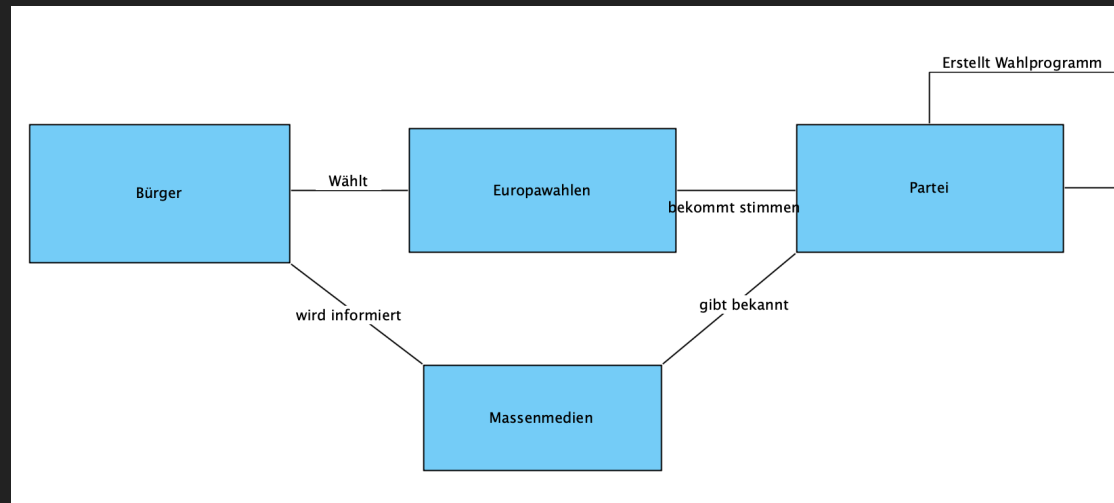 Erstellt Wahlprogramm
Bürger
Wählt
Europawahlen
bekommt stimmen
Partei
wird informiert
gibt bekannt
Massenmedien